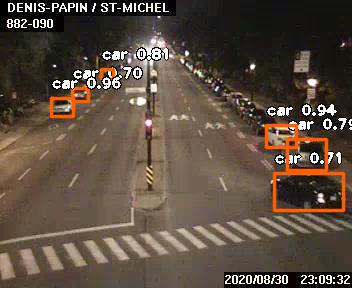 DENIS-PAPIN / ST-MICHEL
882-090
car 0.81
car 0.70
car 0.96
car 0.94
car 0.79
car 0.71
2020/08/30 23:09:32